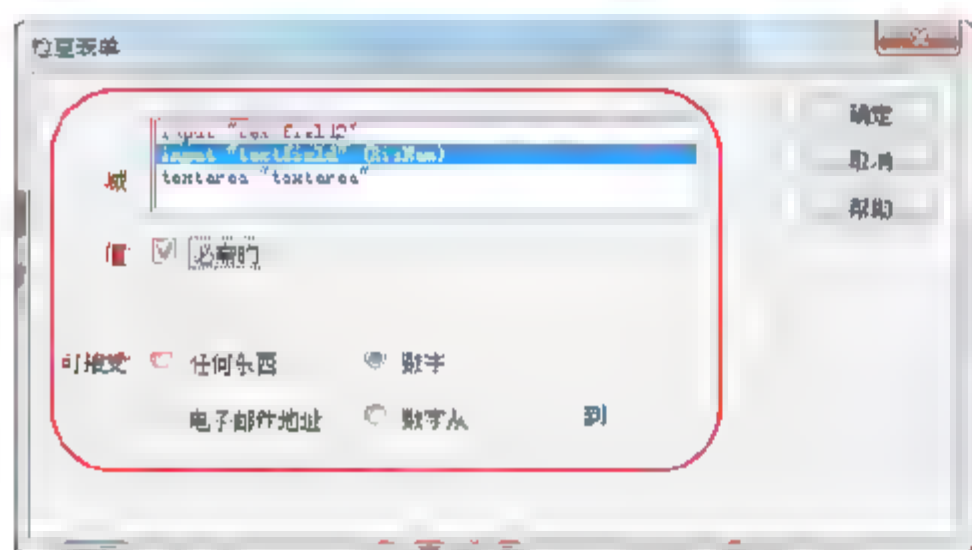 检查表单
input "textfield2"
input "textfield" (RisNum)
textarea "textarea"
域
值 必需的
可接受 任何东西 数字
电子邮件地址 数字从 到
确定
取消
帮助